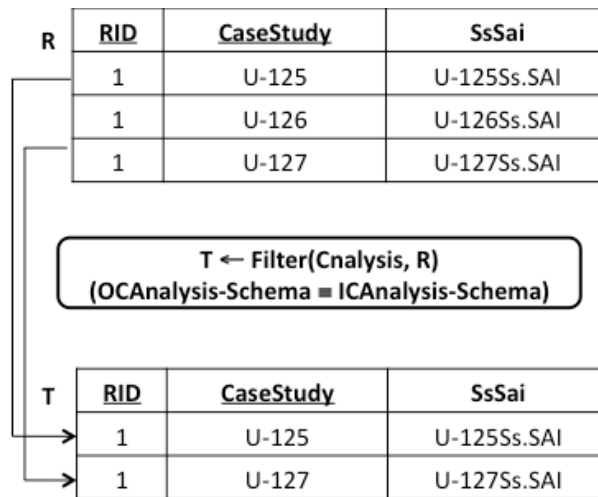 R RID CaseStudy SsSai
1 U-125 U-125Ss.SAI
1 U-126 U-126Ss.SAI
1 U-127 U-127Ss.SAI
T ← Filter(Cnalysis, R)
(OCAnalysis-Schema ≡ ICAnalysis-Schema)
T RID CaseStudy SsSai
1 U-125 U-125Ss.SAI
1 U-127 U-127Ss.SAI